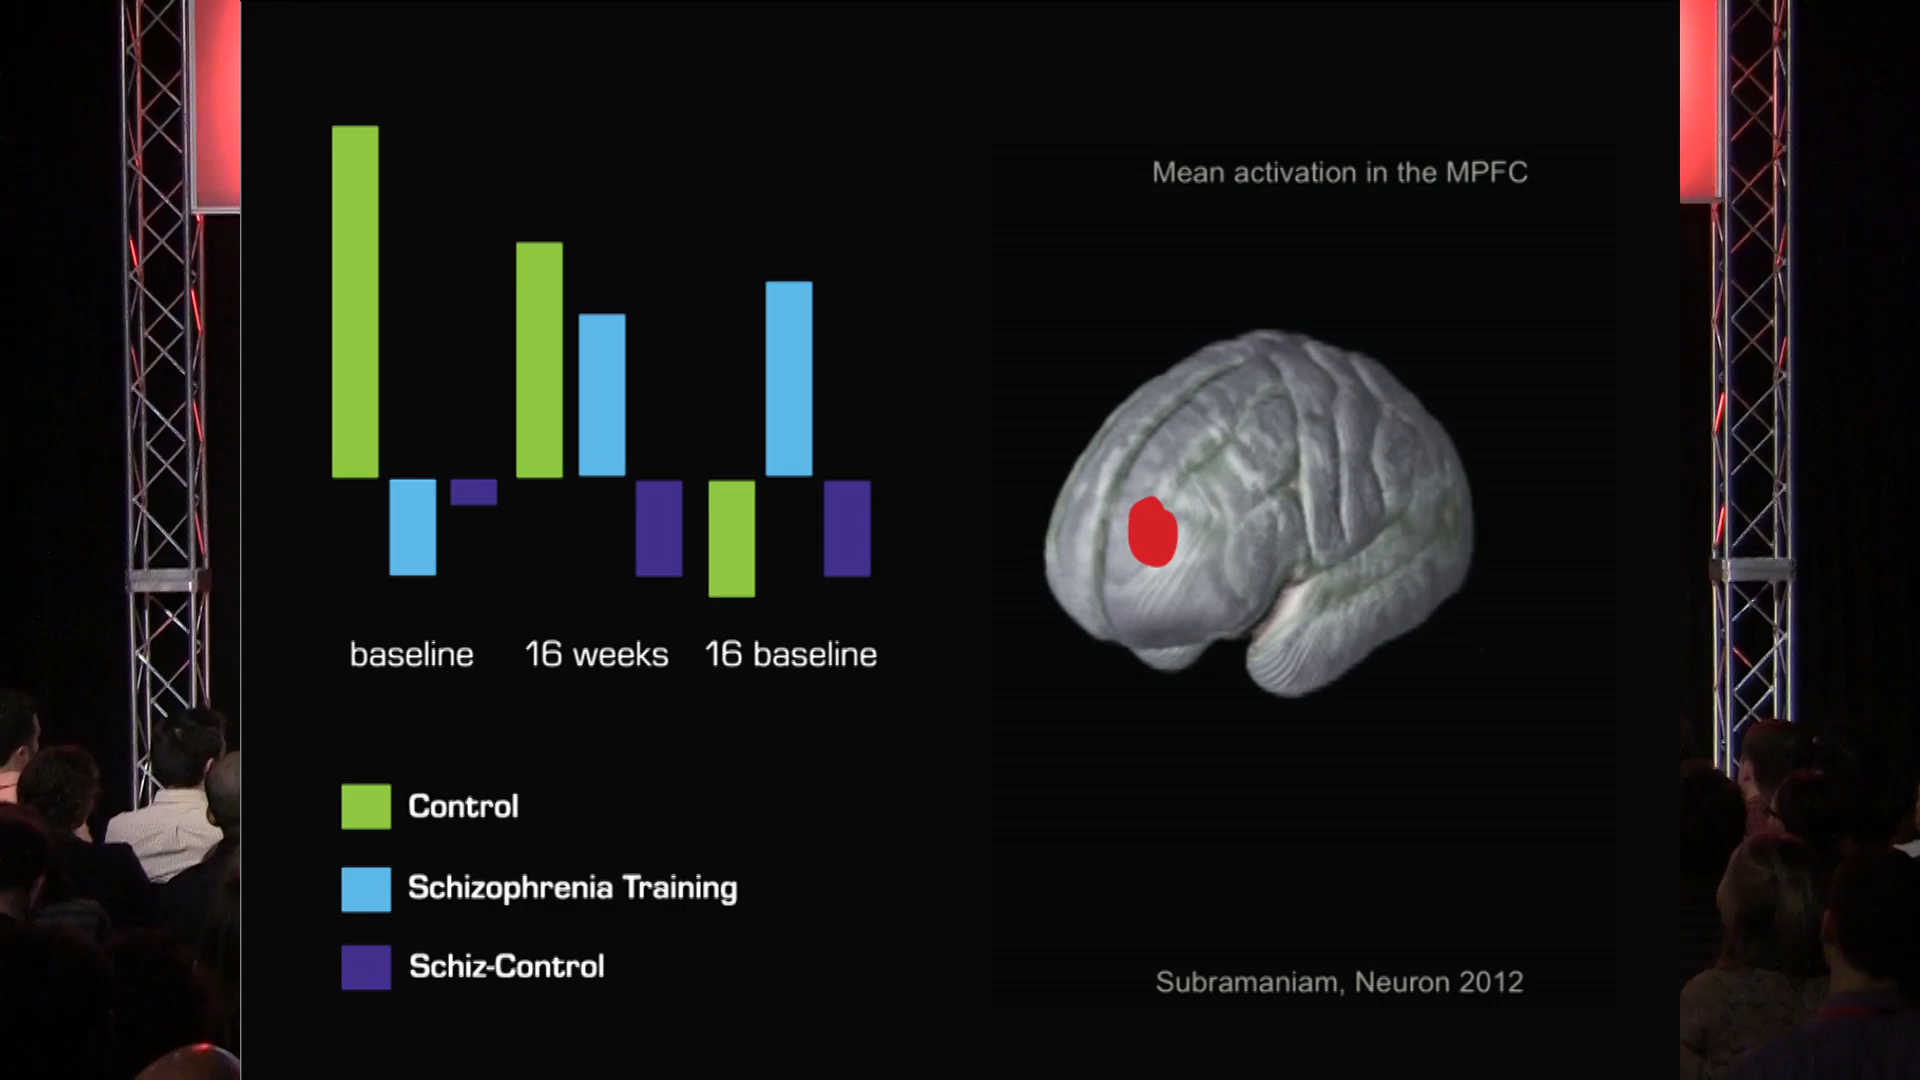 Mean activation in the MPFC
baseline
16 weeks
16 baseline
Control
Schizophrenia Training
Schiz-Control
Subramaniam, Neuron 2012